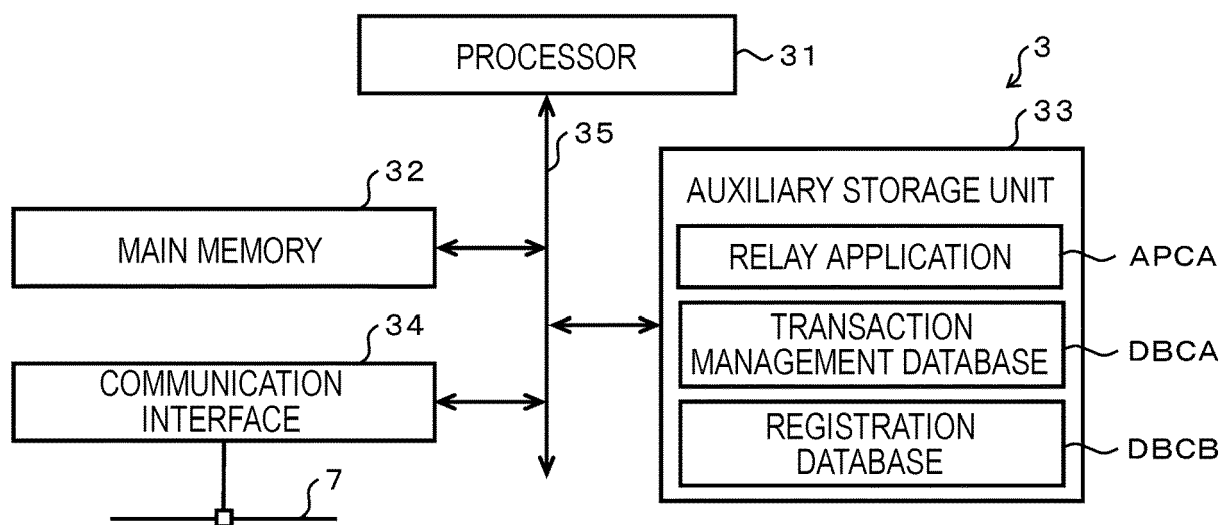 PROCESSOR
31
3
35
33
32
AUXILIARY STORAGE UNIT
MAIN MEMORY
RELAY APPLICATION
APCA
34
TRANSACTION
MANAGEMENT DATABASE
DBCA
COMMUNICATION
INTERFACE
REGISTRATION
DATABASE
DBCB
7